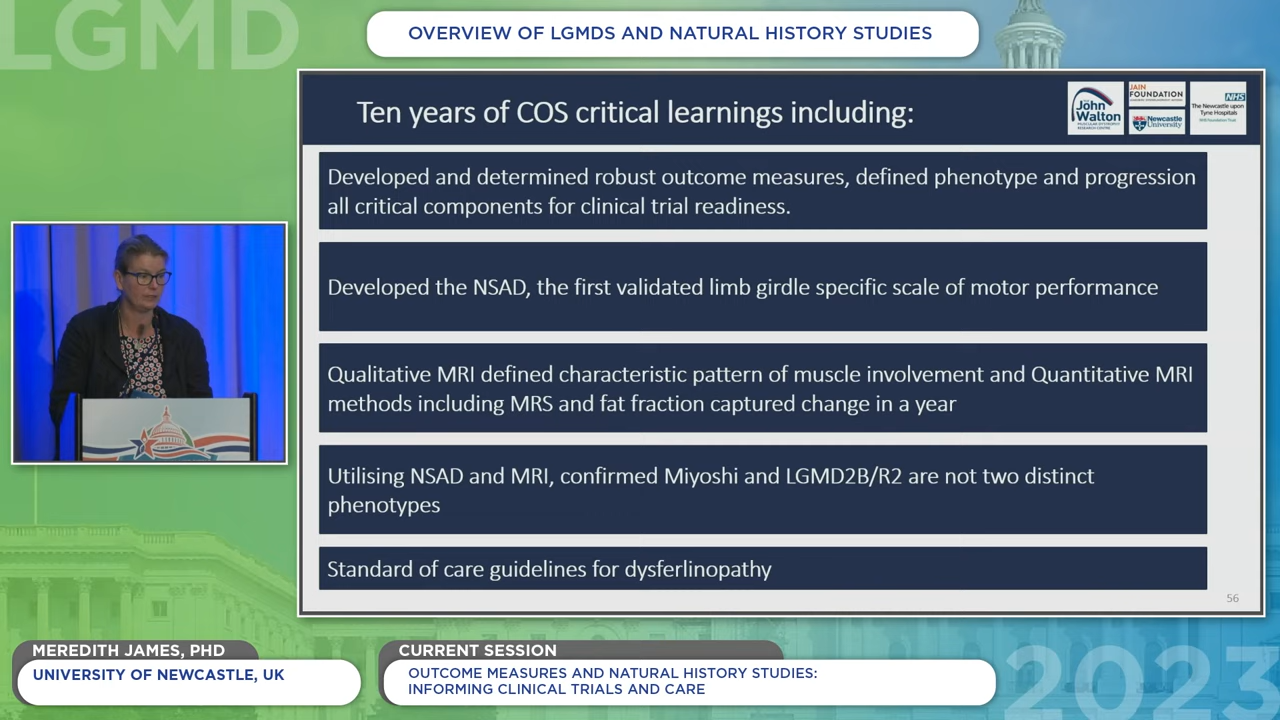 LGMD
OVERVIEW OF LGMDS AND NATURAL HISTORY STUDIES
Ten years of COS critical learnings including:
The
John
Walton
MUSCULAR DYSTROPHY
RESEARCH CENTRE
JAIN
FOUNDATION
Newcastle
University
NHS
The Newcastle upon
Tyne Hospitals
NHS Foundation Trust
Developed and determined robust outcome measures, defined phenotype and progression
all critical components for clinical trial readiness.
Developed the NSAD, the first validated limb girdle specific scale of motor performance
Qualitative MRI defined characteristic pattern of muscle involvement and Quantitative MRI
methods including MRS and fat fraction captured change in a year
Utilising NSAD and MRI, confirmed Miyoshi and LGMD2B/R2 are not two distinct
phenotypes
Standard of care guidelines for dysferlinopathy
56
MEREDITH JAMES, PHD
UNIVERSITY OF NEWCASTLE, UK
CURRENT SESSION
OUTCOME MEASURES AND NATURAL HISTORY STUDIES:
INFORMING CLINICAL TRIALS AND CARE
2023